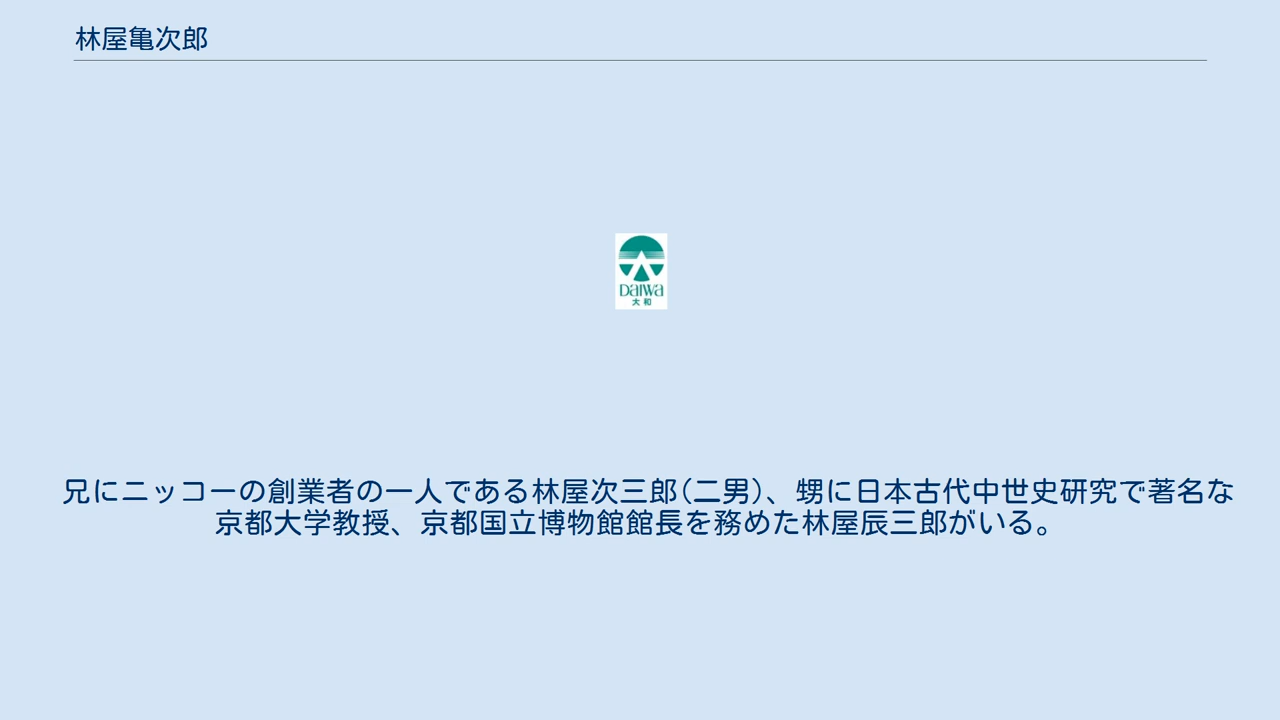 林屋亀次郎
DAIWA
大和
兄にニッコーの創業者の一人である林屋次三郎(二男)、甥に日本古代中世史研究で著名な
京都大学教授、京都国立博物館館長を務めた林屋辰三郎がいる。